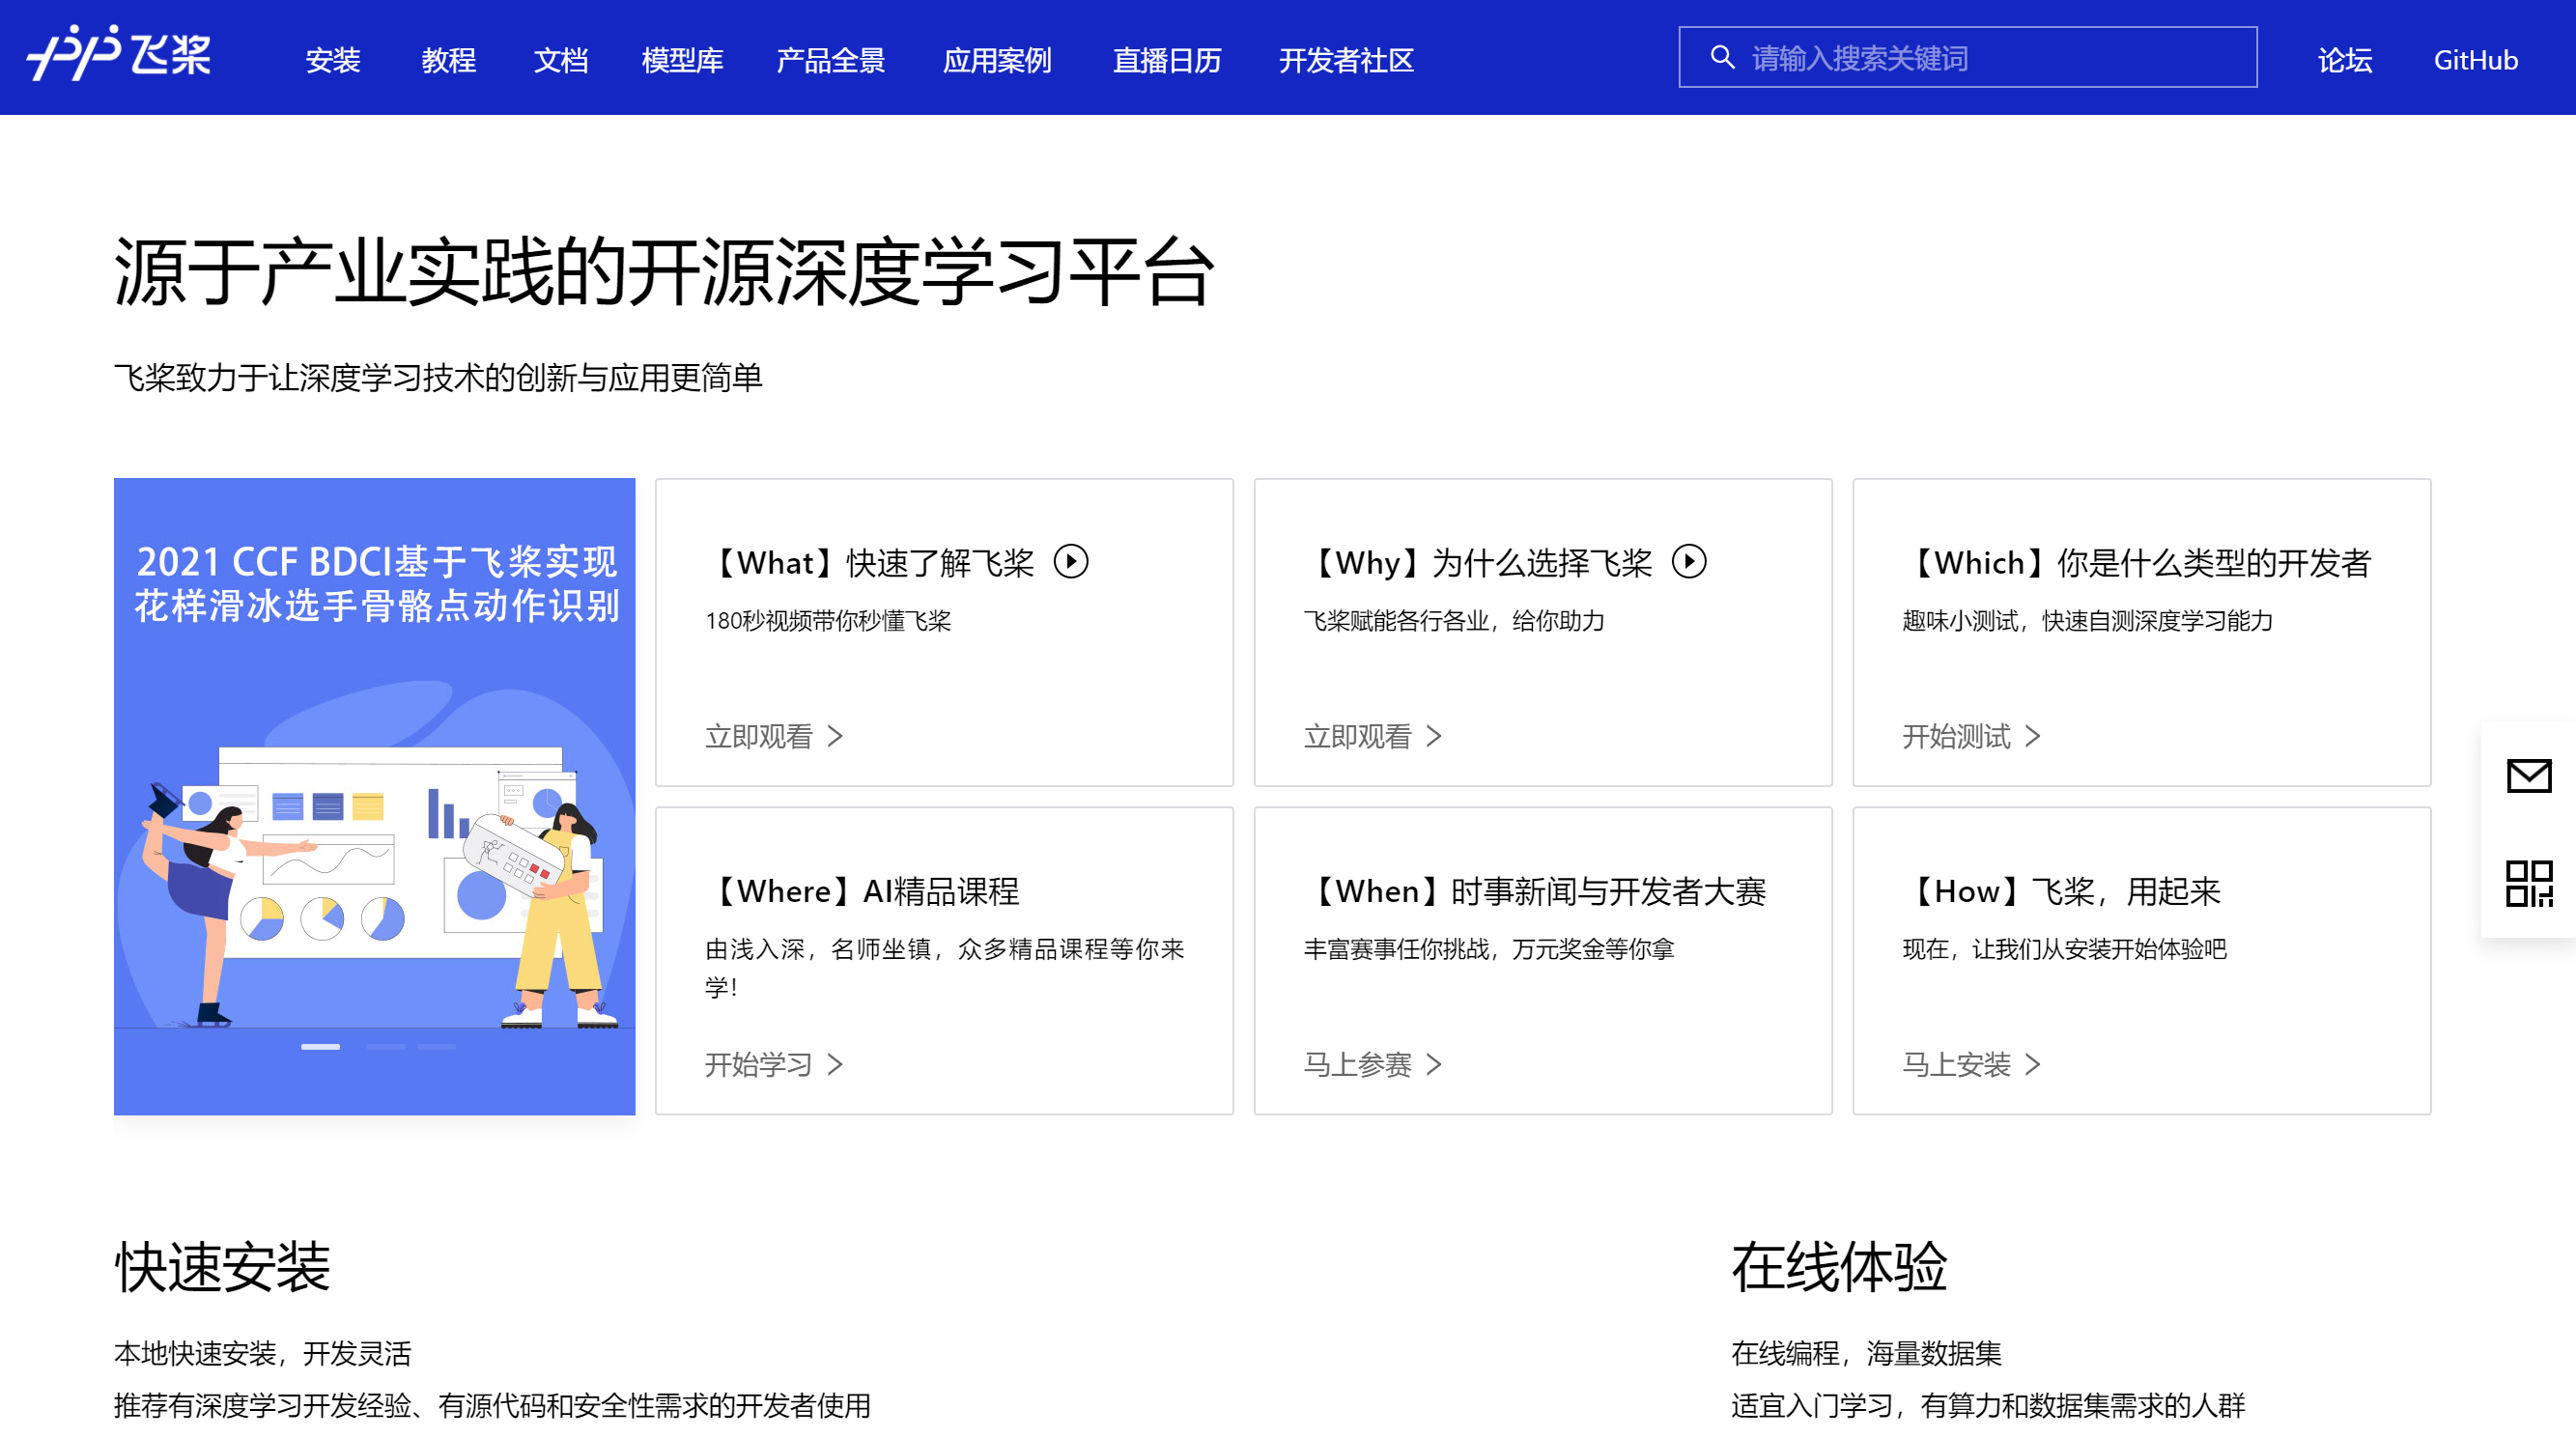 飞桨
安装
教程
文档
模型库
产品全景
应用案例
直播日历
开发者社区
请输入搜索关键词
论坛
GitHub
源于产业实践的开源深度学习平台
飞桨致力于让深度学习技术的创新与应用更简单
2021 CCF BDCI基于飞桨实现
花样滑冰选手骨骼点动作识别
【What】快速了解飞桨
180秒视频带你秒懂飞桨
立即观看
【Why】为什么选择飞桨
飞桨赋能各行各业，给你助力
立即观看
【Which】你是什么类型的开发者
趣味小测试，快速自测深度学习能力
开始测试
【Where】AI精品课程
由浅入深，名师坐镇，众多精品课程等你来
学！
开始学习
【When】时事新闻与开发者大赛
丰富赛事任你挑战，万元奖金等你拿
马上参赛
【How】飞桨，用起来
现在，让我们从安装开始体验吧
马上安装
快速安装
本地快速安装，开发灵活
推荐有深度学习开发经验、有源代码和安全性需求的开发者使用
在线体验
在线编程，海量数据集
适宜入门学习，有算力和数据集需求的人群